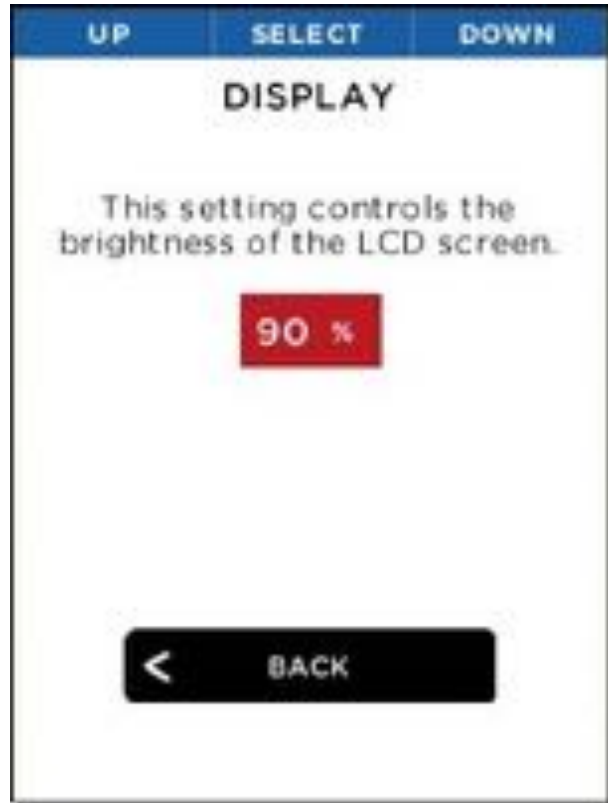 UP SELECT DOWN
DISPLAY
This setting controls the
brightness of the LCD screen.
90 %
< BACK